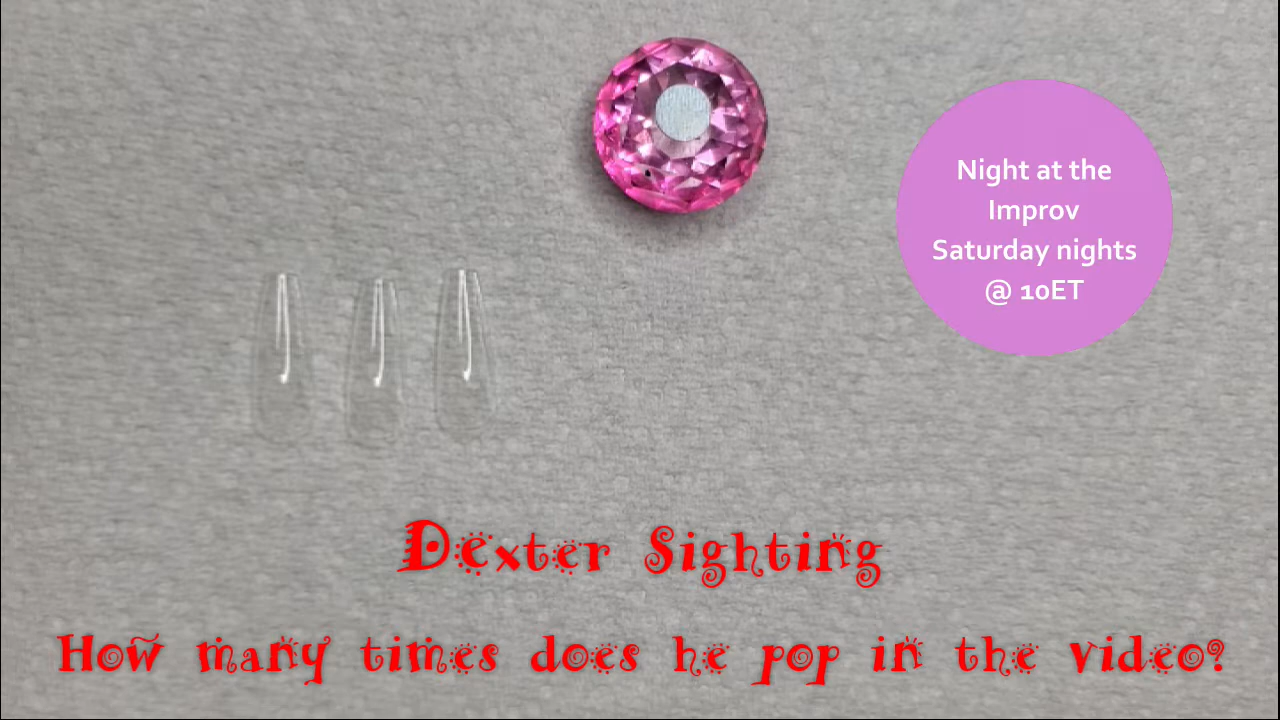 Night at the
Improv
Saturday nights
@ 10ET
Dexter Sighting
How many times does he pop in the video?